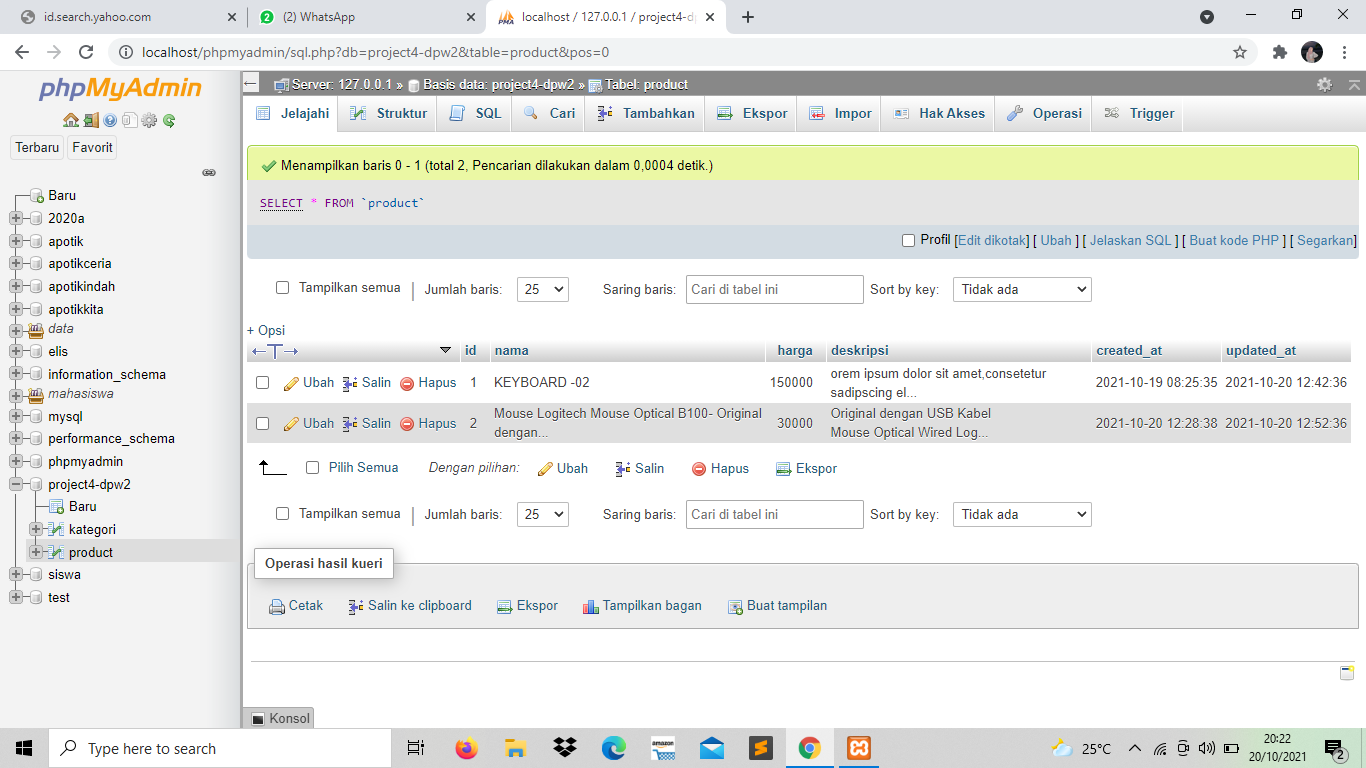 id.search.yahoo.com
(2) WhatsApp
localhost / 127.0.0.1 / project4-d
localhost/phpmyadmin/sql.php?db=project4-dpw2&table=product&pos=0
phpMyAdmin
Terbaru Favorit
Baru
2020a
apotik
apotikceria
apotikindah
apotikkita
data
elis
information_schema
mahasiswa
mysql
performance_schema
phpmyadmin
project4-dpw2
Baru
kategori
product
siswa
test
Server: 127.0.0.1 » Basis data: project4-dpw2 » Tabel: product
Jelajahi Struktur SQL Cari Tambahkan Ekspor Impor Hak Akses Operasi Trigger
Menampilkan baris 0 - 1 (total 2, Pencarian dilakukan dalam 0,0004 detik.)
SELECT * FROM `product`
Profil [Edit dikotak] [ Ubah ] [ Jelaskan SQL ] [ Buat kode PHP ] [ Segarkan]
Tampilkan semua | Jumlah baris: 25 Saring baris: Cari di tabel ini Sort by key: Tidak ada
+ Opsi
←T→ id nama harga deskripsi created_at updated_at
Ubah Salin Hapus 1 KEYBOARD -02 150000 orem ipsum dolor sit amet,consetetur sadipscing el... 2021-10-19 08:25:35 2021-10-20 12:42:36
Ubah Salin Hapus 2 Mouse Logitech Mouse Optical B100- Original dengan... 30000 Original dengan USB Kabel Mouse Optical Wired Log... 2021-10-20 12:28:38 2021-10-20 12:52:36
Pilih Semua Dengan pilihan: Ubah Salin Hapus Ekspor
Tampilkan semua | Jumlah baris: 25 Saring baris: Cari di tabel ini Sort by key: Tidak ada
Operasi hasil kueri
Cetak Salin ke clipboard Ekspor Tampilkan bagan Buat tampilan
Konsol
Type here to search
amazon
25°C
20:22
20/10/2021
2